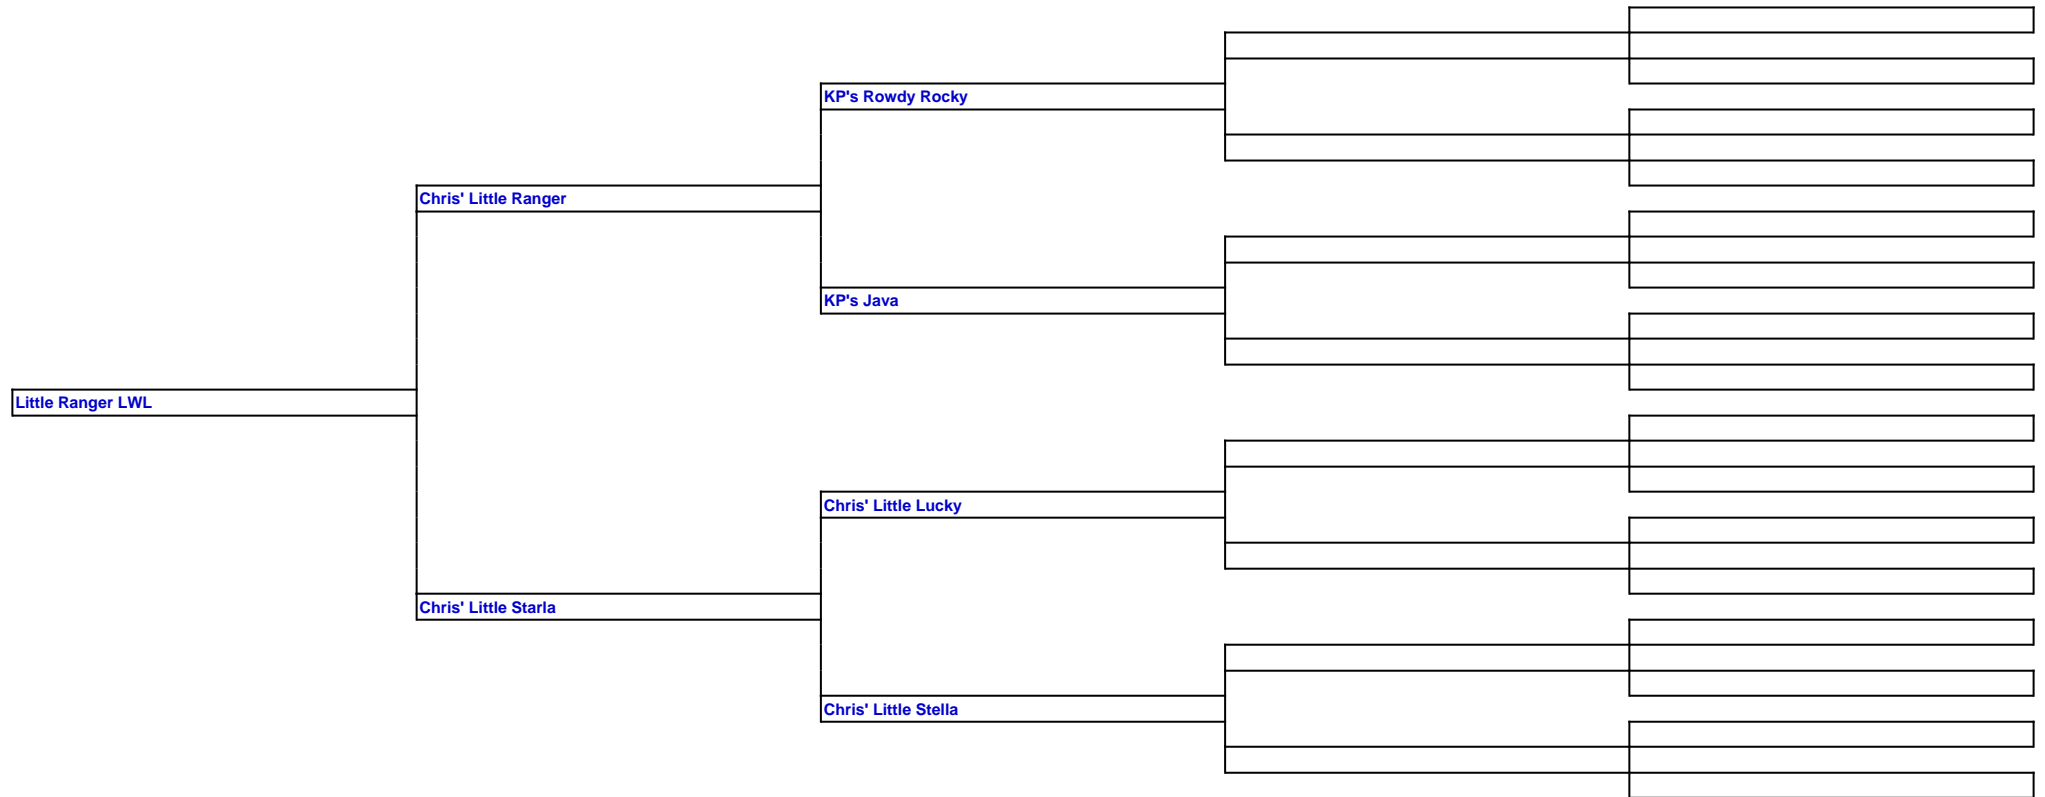 KP's Rowdy Rocky
Chris' Little Ranger
KP's Java
Little Ranger LWL
Chris' Little Lucky
Chris' Little Starla
Chris' Little Stella